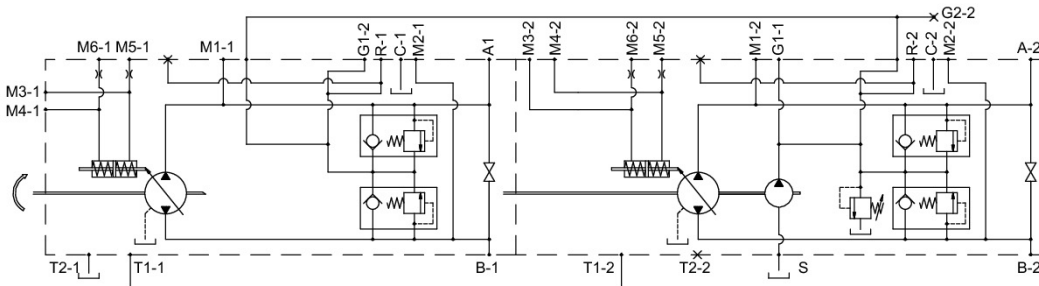 G2-2
M6-1 M5-1 M1-1 G1-2 R-1 C-1 M2-1 A1 M3-2 M4-2 M6-2 M5-2 M1-2 G1-1 R-2 C-2 M2-2 A-2
M3-1
M4-1
T2-1 T1-1 B-1 T1-2 T2-2 S B-2